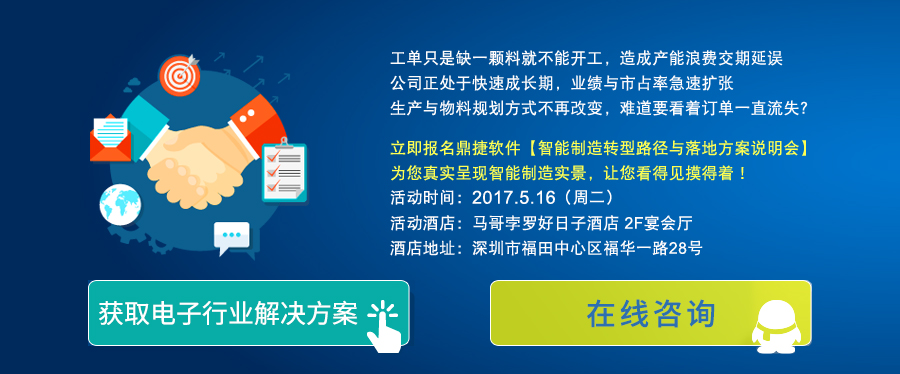 工单只是缺一颗料就不能开工，造成产能浪费交期延误
公司正处于快速成长期，业绩与市占率急速扩张
生产与物料规划方式不再改变，难道要看着订单一直流失?
立即报名鼎捷软件【智能制造转型路径与落地方案说明会】
为您真实呈现智能制造实景，让您看得见摸得着！
活动时间：2017.5.16（周二）
活动酒店：马哥孛罗好日子酒店 2F宴会厅
酒店地址：深圳市福田中心区福华一路28号
获取电子行业解决方案
在线咨询